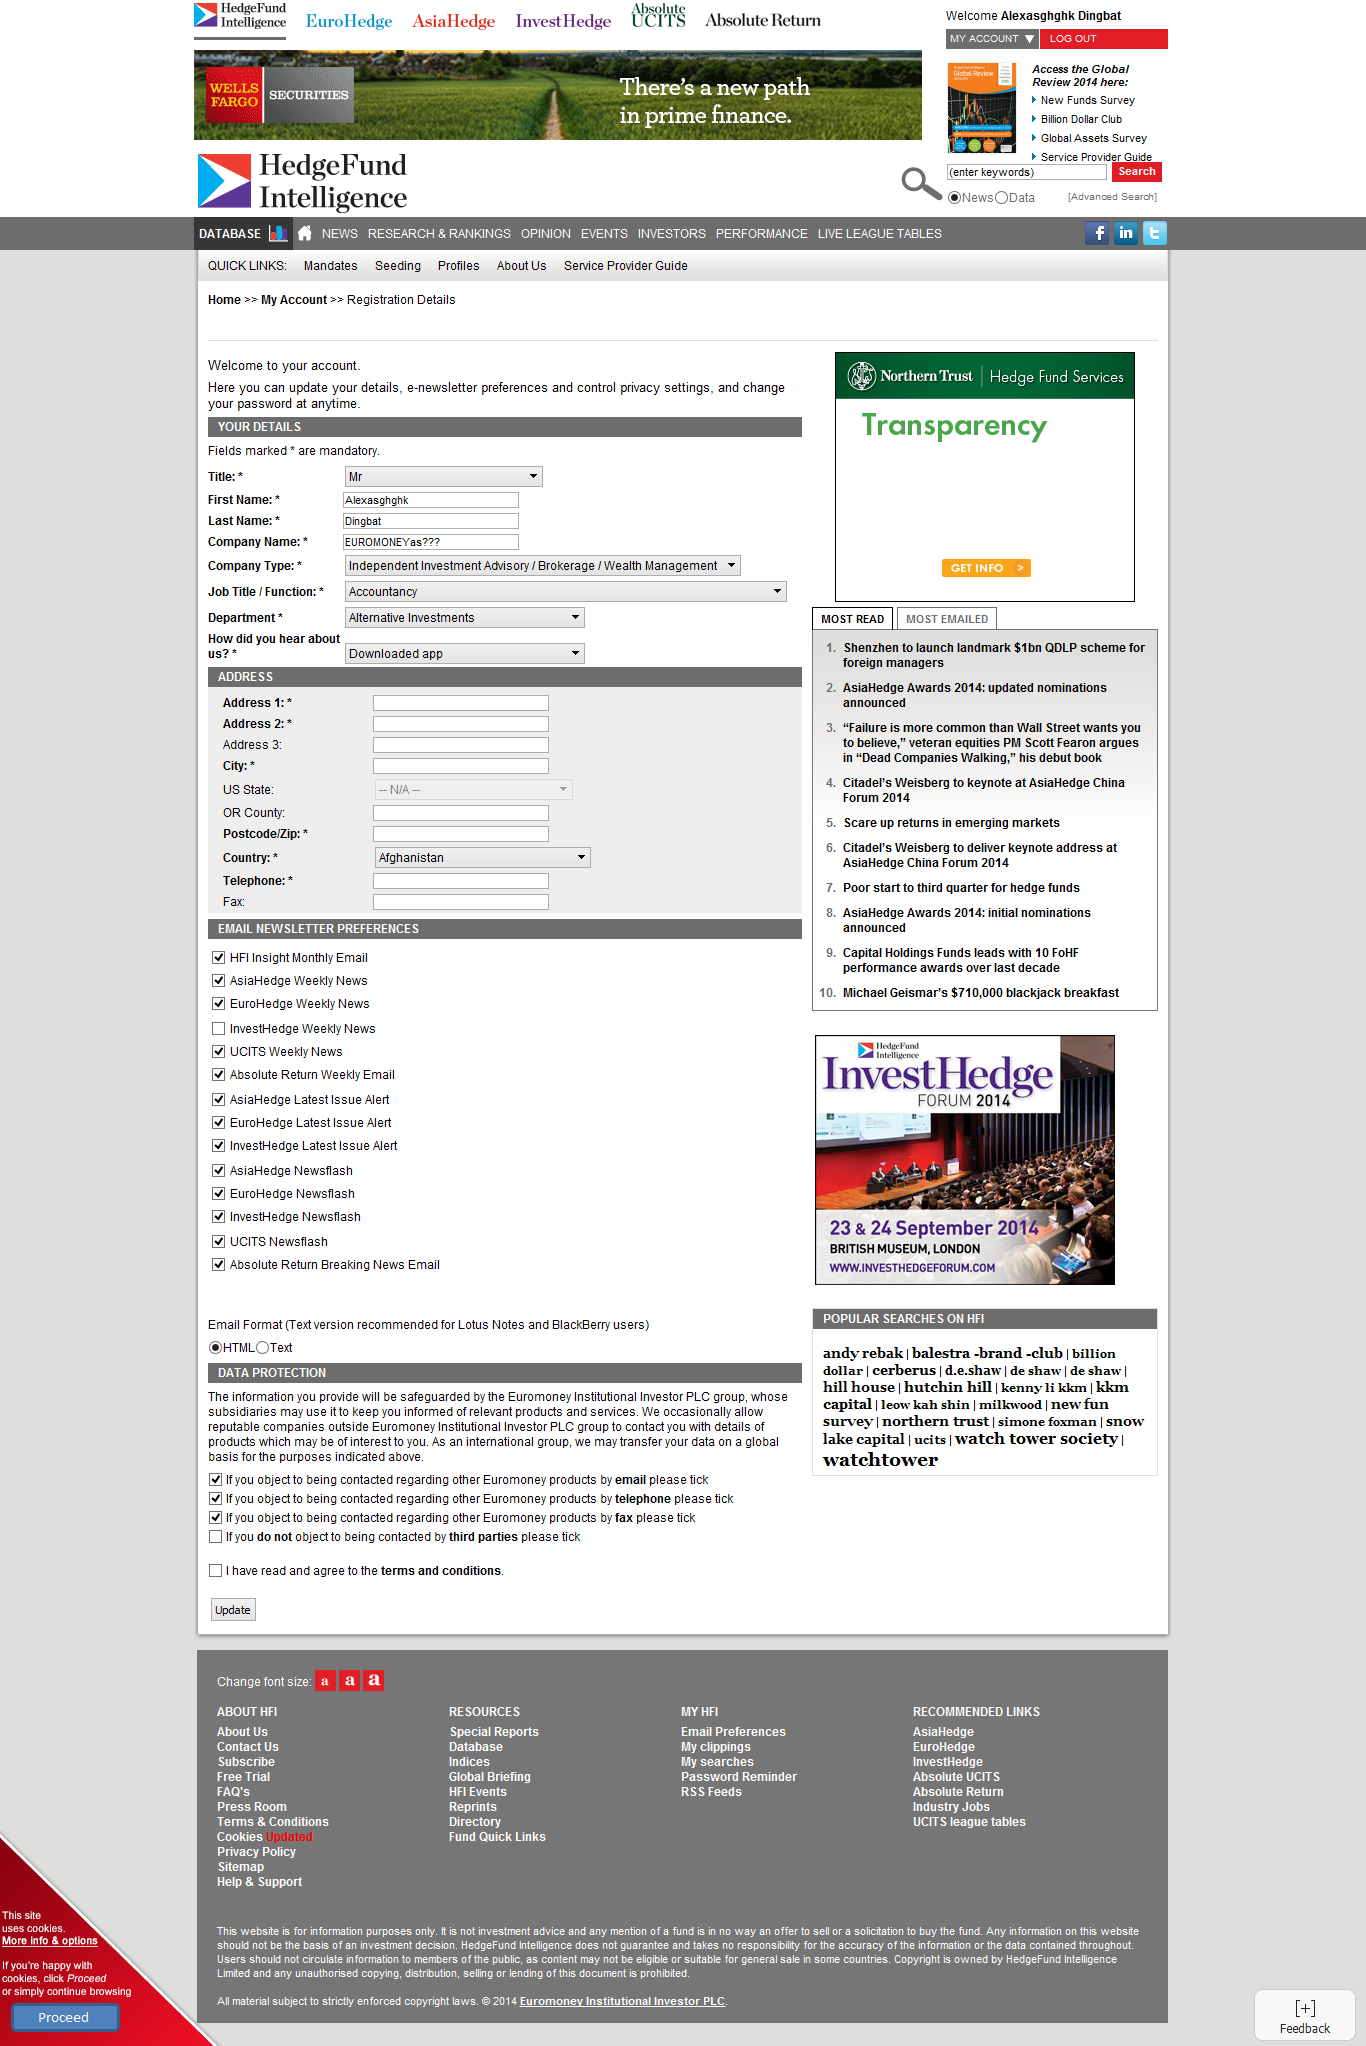 HedgeFund
Intelligence
EuroHedge
AsiaHedge
InvestHedge
Absolute
UCITS
Absolute Return
Welcome Alexasghghk Dingbat
MY ACCOUNT ▼ LOG OUT
WELLS
FARGO
SECURITIES
There's a new path
in prime finance.
Global Review
Access the Global
Review 2014 here:
New Funds Survey
Billion Dollar Club
Global Assets Survey
Service Provider Guide
HedgeFund
Intelligence
(enter keywords) Search
News Data [Advanced Search]
DATABASE NEWS RESEARCH & RANKINGS OPINION EVENTS INVESTORS PERFORMANCE LIVE LEAGUE TABLES
QUICK LINKS: Mandates Seeding Profiles About Us Service Provider Guide
Home >> My Account >> Registration Details
Welcome to your account.
Here you can update your details, e-newsletter preferences and control privacy settings, and change
your password at anytime.
YOUR DETAILS
Fields marked * are mandatory.
Title: * Mr
First Name: * Alexasghghk
Last Name: * Dingbat
Company Name: * EUROMONEYas???
Company Type: * Independent Investment Advisory / Brokerage / Wealth Management
Job Title / Function: * Accountancy
Department * Alternative Investments
How did you hear about
us? * Downloaded app
ADDRESS
Address 1: *
Address 2: *
Address 3:
City: *
US State: -- N/A --
OR County:
Postcode/Zip: *
Country: * Afghanistan
Telephone: *
Fax:
EMAIL NEWSLETTER PREFERENCES
HFI Insight Monthly Email
AsiaHedge Weekly News
EuroHedge Weekly News
InvestHedge Weekly News
UCITS Weekly News
Absolute Return Weekly Email
AsiaHedge Latest Issue Alert
EuroHedge Latest Issue Alert
InvestHedge Latest Issue Alert
AsiaHedge Newsflash
EuroHedge Newsflash
InvestHedge Newsflash
UCITS Newsflash
Absolute Return Breaking News Email
Email Format (Text version recommended for Lotus Notes and BlackBerry users)
HTML Text
DATA PROTECTION
The information you provide will be safeguarded by the Euromoney Institutional Investor PLC group, whose
subsidiaries may use it to keep you informed of relevant products and services. We occasionally allow
reputable companies outside Euromoney Institutional Investor PLC group to contact you with details of
products which may be of interest to you. As an international group, we may transfer your data on a global
basis for the purposes indicated above.
If you object to being contacted regarding other Euromoney products by email please tick
If you object to being contacted regarding other Euromoney products by telephone please tick
If you object to being contacted regarding other Euromoney products by fax please tick
If you do not object to being contacted by third parties please tick
I have read and agree to the terms and conditions.
Update
Northern Trust Hedge Fund Services
Transparency
GET INFO >
MOST READ MOST EMAILED
1. Shenzhen to launch landmark $1bn QDLP scheme for
foreign managers
2. AsiaHedge Awards 2014: updated nominations
announced
3. “Failure is more common than Wall Street wants you
to believe,” veteran equities PM Scott Fearon argues
in “Dead Companies Walking,” his debut book
4. Citadel's Weisberg to keynote at AsiaHedge China
Forum 2014
5. Scare up returns in emerging markets
6. Citadel's Weisberg to deliver keynote address at
AsiaHedge China Forum 2014
7. Poor start to third quarter for hedge funds
8. AsiaHedge Awards 2014: initial nominations
announced
9. Capital Holdings Funds leads with 10 FoHF
performance awards over last decade
10. Michael Geismar's $710,000 blackjack breakfast
HedgeFund
Intelligence
InvestHedge
FORUM 2014
23 & 24 September 2014
BRITISH MUSEUM, LONDON
WWW.INVESTHEDGEFORUM.COM
POPULAR SEARCHES ON HFI
andy rebak | balestra -brand -club | billion
dollar | cerberus | d.e.shaw | de shaw | de shaw |
hill house | hutchin hill | kenny li kkm | kkm
capital | leow kah shin | milkwood | new fun
survey | northern trust | simone foxman | snow
lake capital | ucits | watch tower society |
watchtower
Change font size: a a a
ABOUT HFI
About Us
Contact Us
Subscribe
Free Trial
FAQ's
Press Room
Terms & Conditions
Cookies Updated
Privacy Policy
Sitemap
Help & Support
RESOURCES
Special Reports
Database
Indices
Global Briefing
HFI Events
Reprints
Directory
Fund Quick Links
MY HFI
Email Preferences
My clippings
My searches
Password Reminder
RSS Feeds
RECOMMENDED LINKS
AsiaHedge
EuroHedge
InvestHedge
Absolute UCITS
Absolute Return
Industry Jobs
UCITS league tables
This website is for information purposes only. It is not investment advice and any mention of a fund is in no way an offer to sell or a solicitation to buy the fund. Any information on this website
should not be the basis of an investment decision. HedgeFund Intelligence does not guarantee and takes no responsibility for the accuracy of the information or the data contained throughout.
Users should not circulate information to members of the public, as content may not be eligible or suitable for general sale in some countries. Copyright is owned by HedgeFund Intelligence
Limited and any unauthorised copying, distribution, selling or lending of this document is prohibited.
All material subject to strictly enforced copyright laws. © 2014 Euromoney Institutional Investor PLC.
This site
uses cookies.
More info & options
If you're happy with
cookies, click Proceed
or simply continue browsing
Proceed
[+]
Feedback